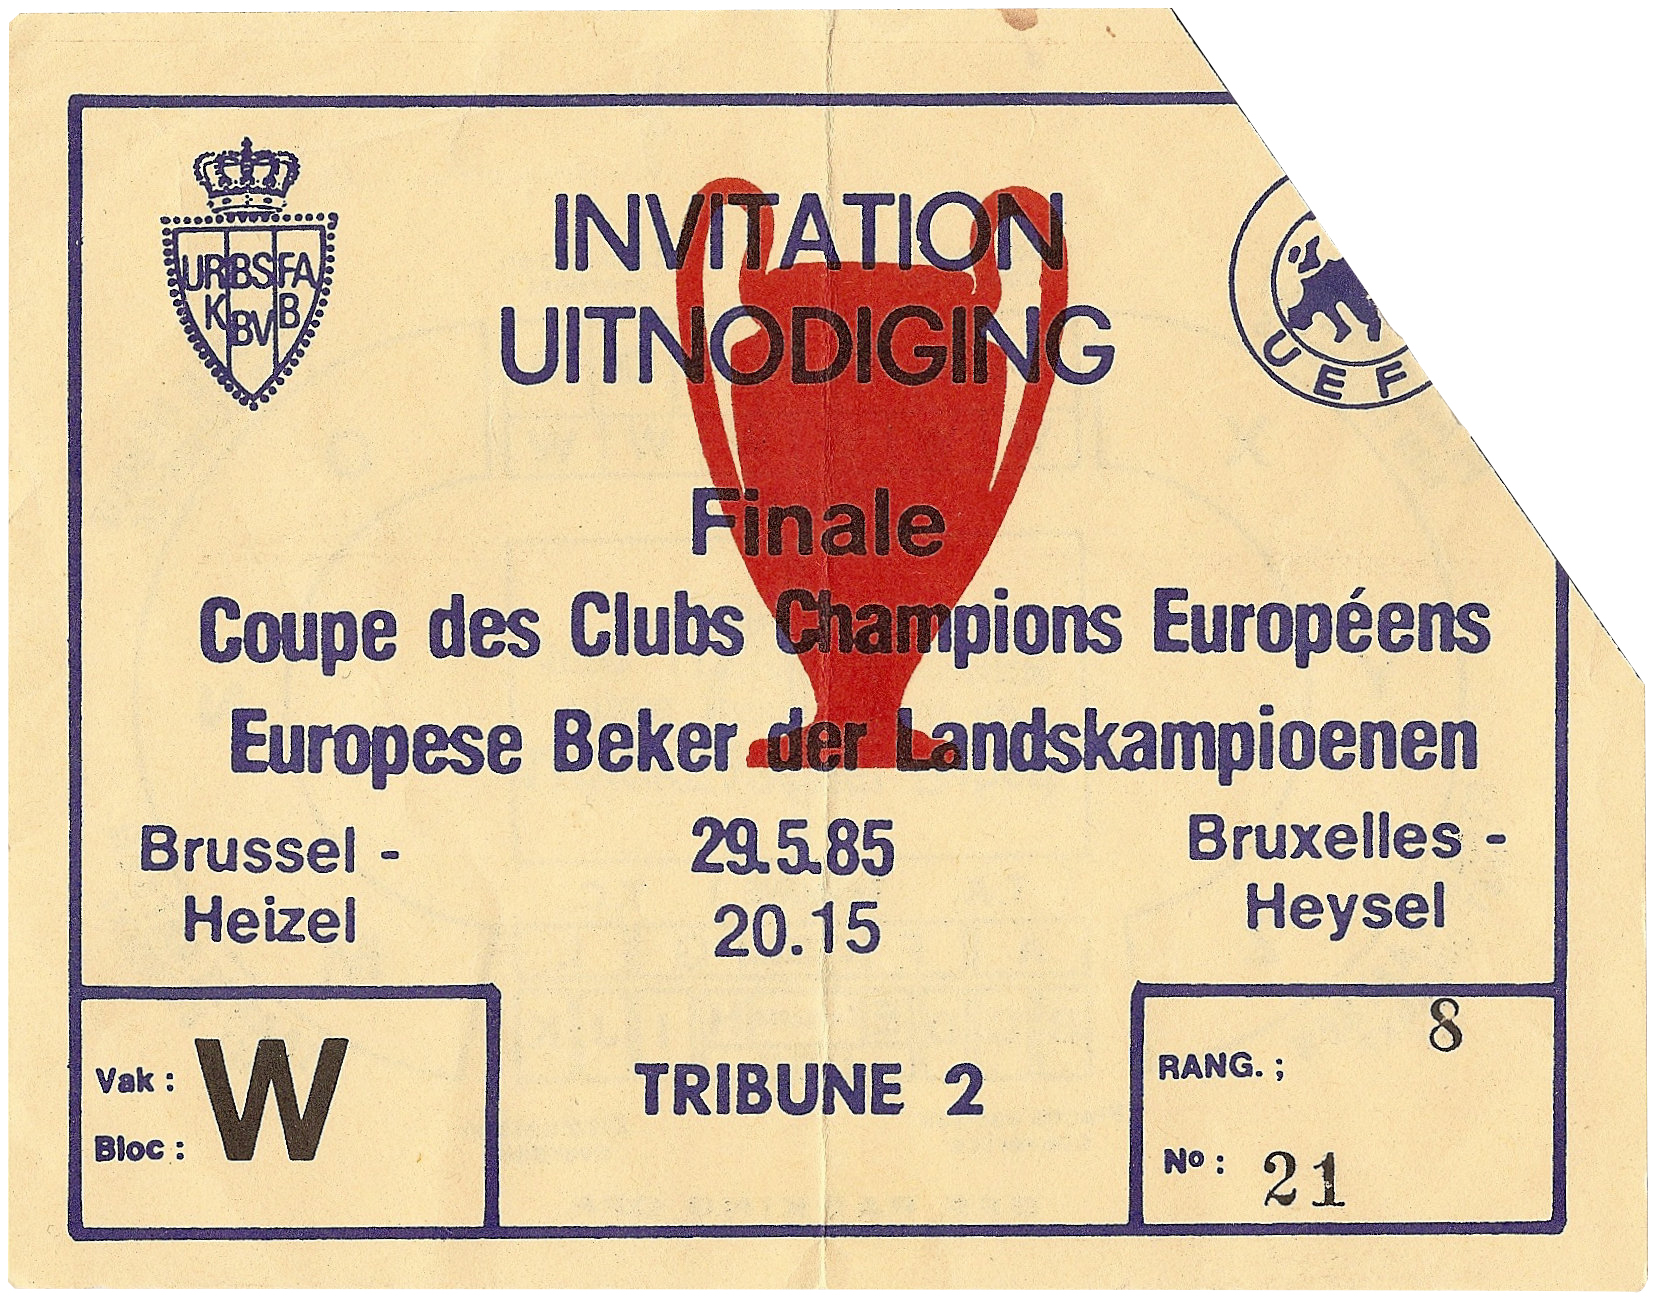 URBSFA
KBVB
INVITATION
UITNODIGING
UEF
Finale
Coupe des Clubs Champions Européens
Europese Beker der Landskampioenen
Brussel -
Heizel
29.5.85
20.15
Bruxelles -
Heysel
Vak :
Bloc :
W
TRIBUNE 2
RANG. ; 8
Nº : 21